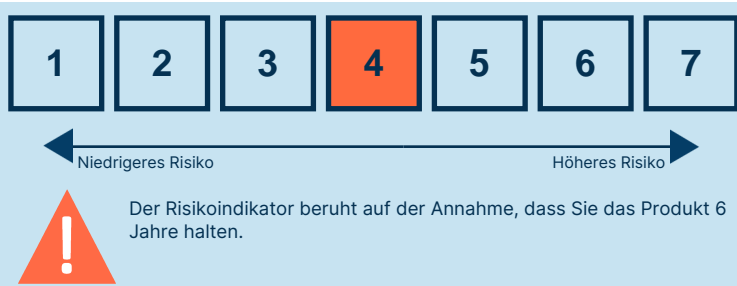 1 2 3 4 5 6 7
Niedrigeres Risiko Höheres Risiko
!
Der Risikoindikator beruht auf der Annahme, dass Sie das Produkt 6
Jahre halten.